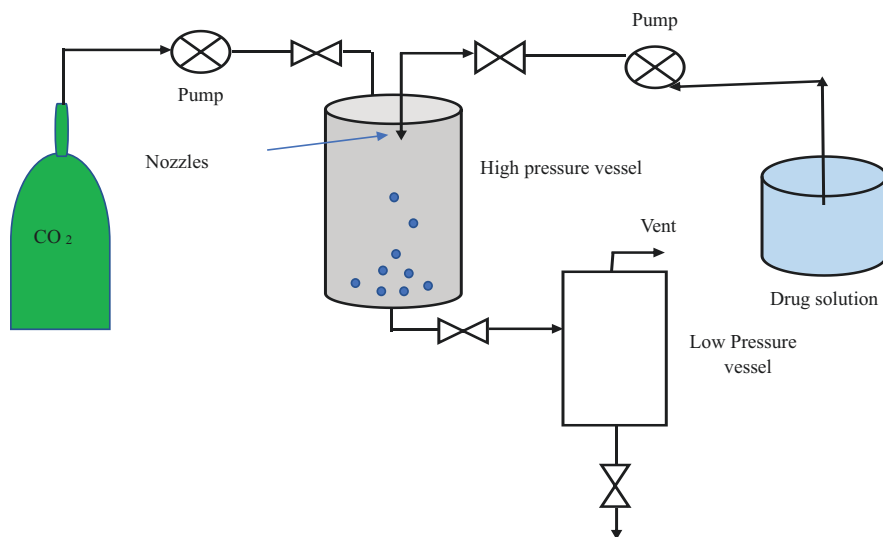 Pump
Pump
Nozzles
High pressure vessel
CO 2
Vent
Drug solution
Low Pressure
vessel